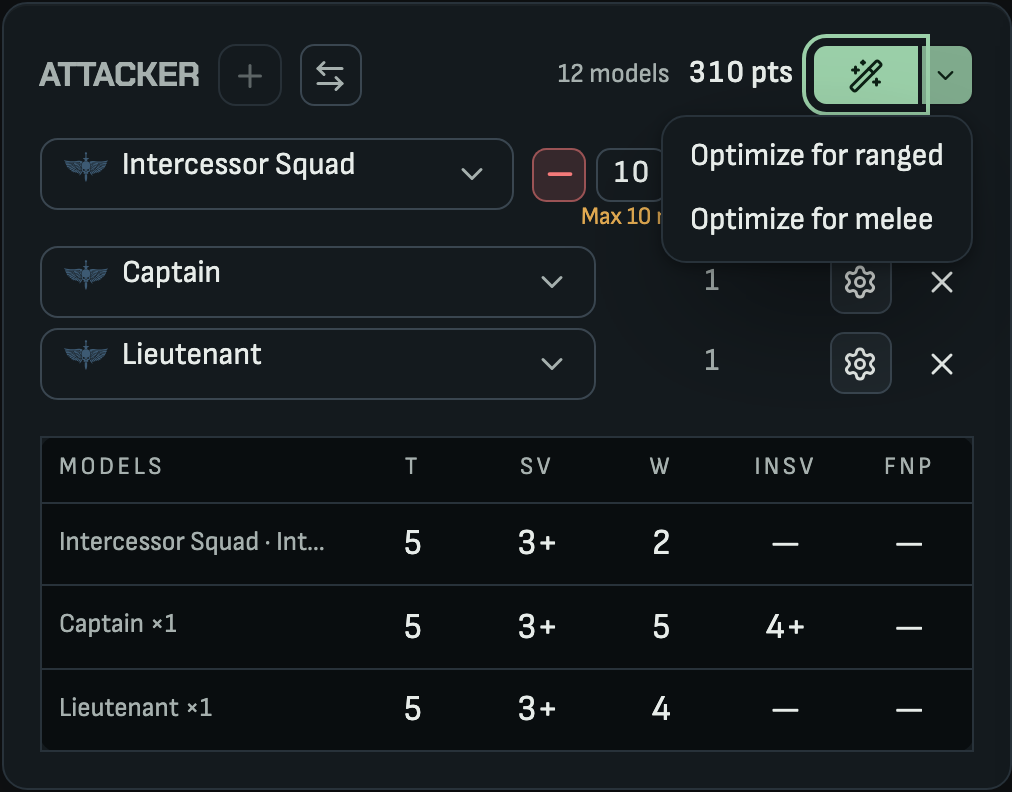 ATTACKER
12 models 310 pts
Optimize for ranged
Optimize for melee
Intercessor Squad
10
Max 10
Captain
1
Lieutenant
1
MODELS T SV W INSV FNP
Intercessor Squad · Int... 5 3+ 2 — —
Captain ×1 5 3+ 5 4+ —
Lieutenant ×1 5 3+ 4 — —